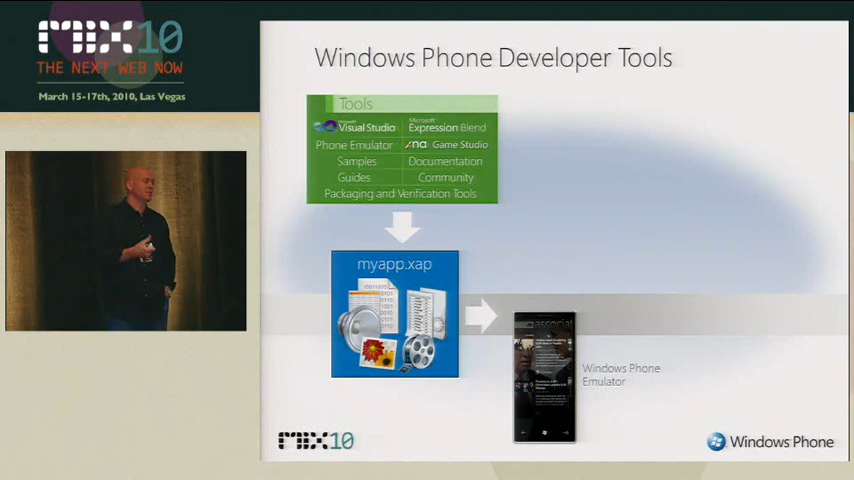 MIX10
THE NEXT WEB NOW
March 15-17th, 2010, Las Vegas
Windows Phone Developer Tools
Tools
Microsoft
Visual Studio
Microsoft
Expression Blend
Phone Emulator
xna Game Studio
Samples
Documentation
Guides
Community
Packaging and Verification Tools
myapp.xap
associat
Windows Phone
Emulator
MIX10
Windows Phone